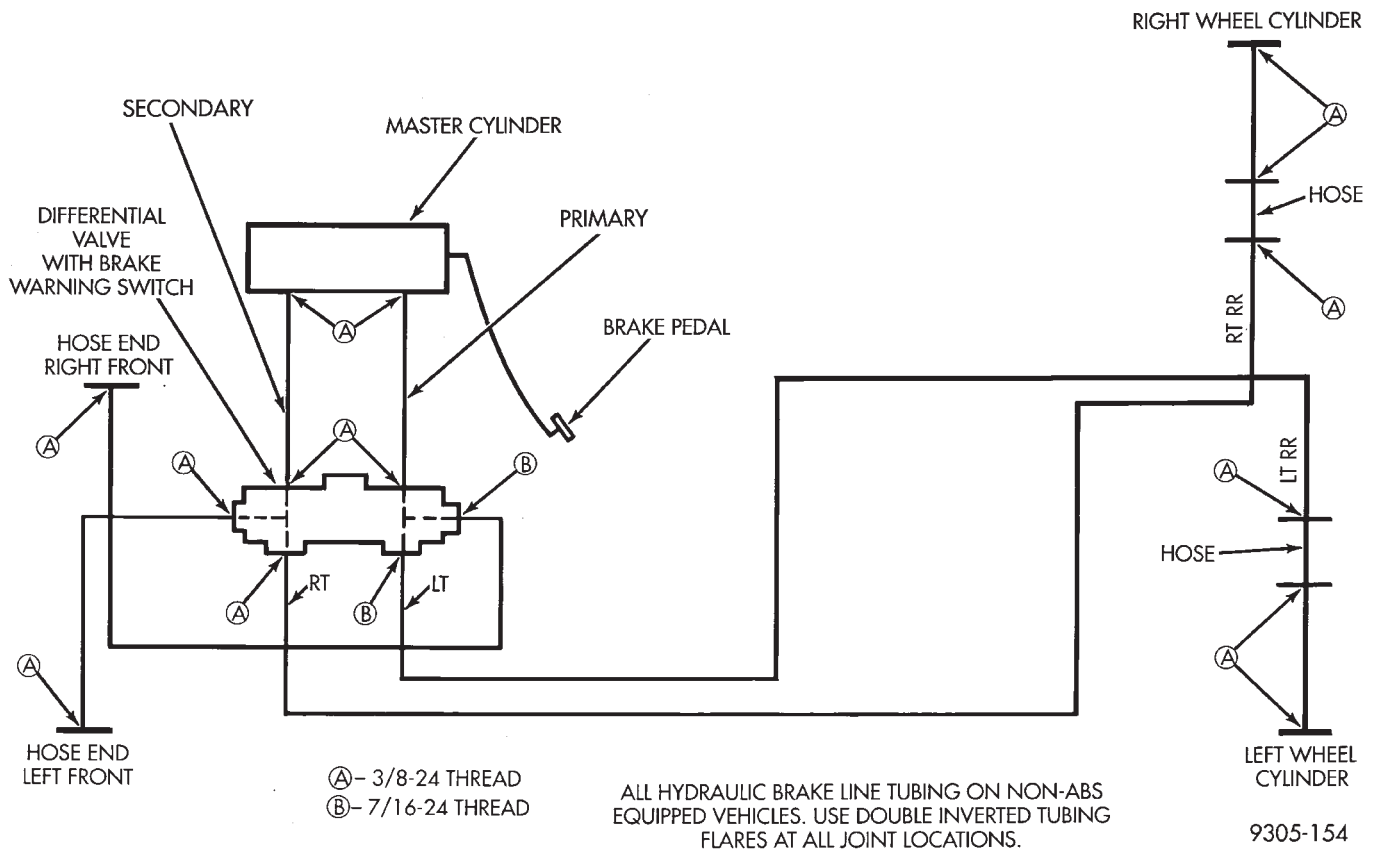 RIGHT WHEEL CYLINDER
SECONDARY
MASTER CYLINDER
A
HOSE
DIFFERENTIAL
VALVE
WITH BRAKE
WARNING SWITCH
PRIMARY
A
RT RR
A
BRAKE PEDAL
HOSE END
RIGHT FRONT
A
A
A
B
A
LT RR
HOSE
RT
LT
A
B
A
A
HOSE END
LEFT FRONT
LEFT WHEEL
CYLINDER
A – 3/8-24 THREAD
B – 7/16-24 THREAD
ALL HYDRAULIC BRAKE LINE TUBING ON NON-ABS
EQUIPPED VEHICLES. USE DOUBLE INVERTED TUBING
FLARES AT ALL JOINT LOCATIONS.
9305-154